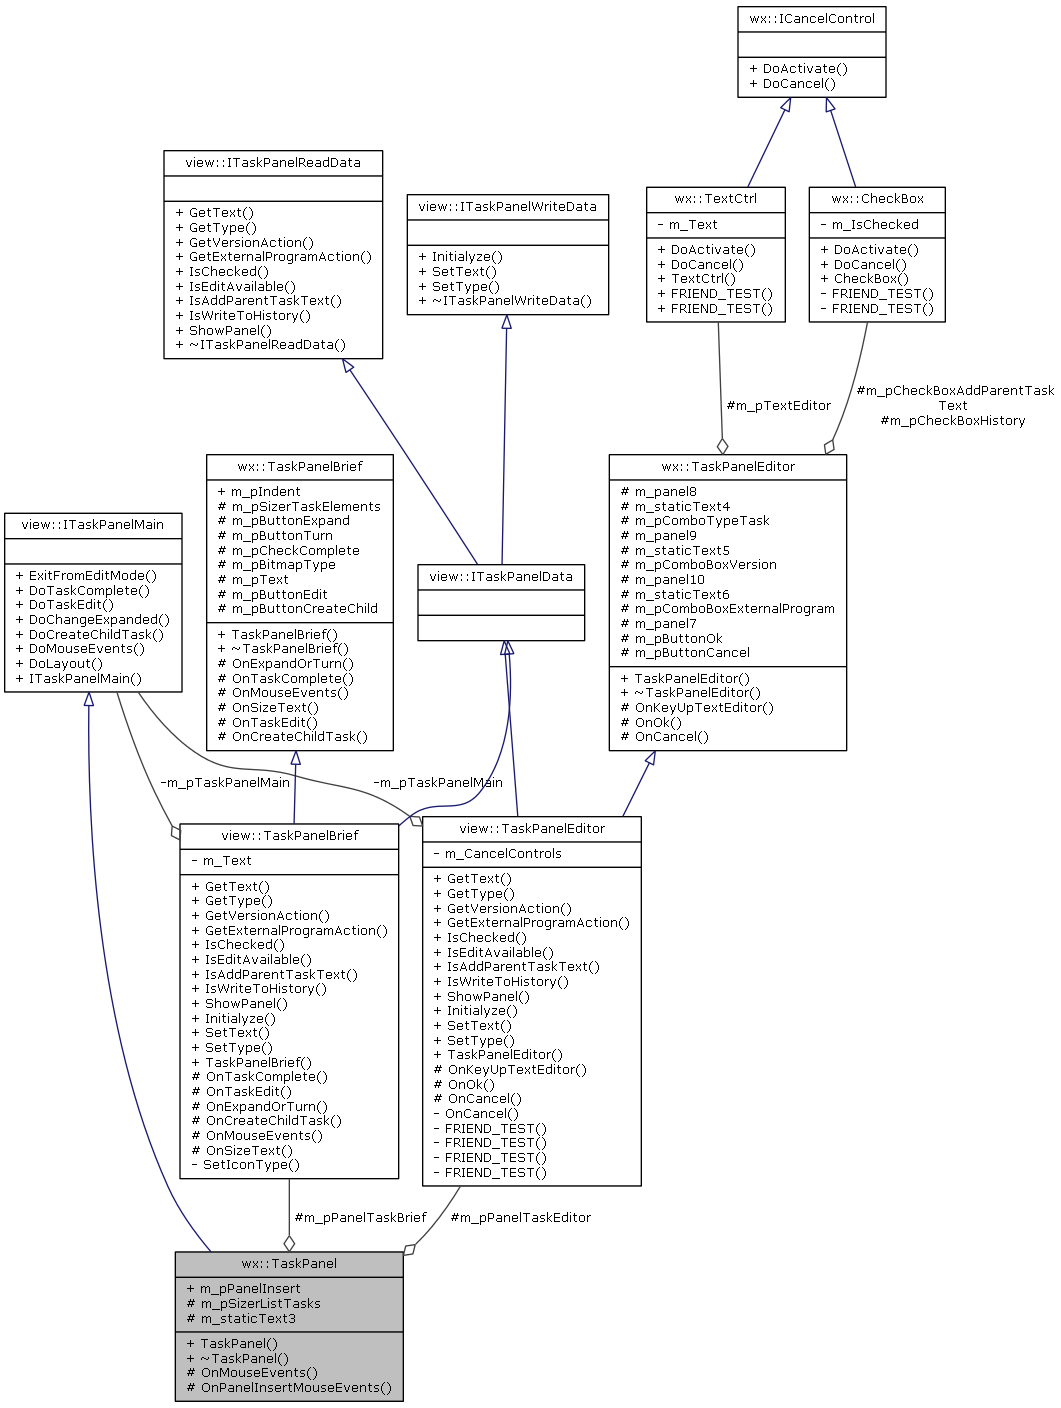 wx::ICancelControl
+ DoActivate()
+ DoCancel()
view::ITaskPanelReadData
+ GetText()
+ GetType()
+ GetVersionAction()
+ GetExternalProgramAction()
+ IsChecked()
+ IsEditAvailable()
+ IsAddParentTaskText()
+ IsWriteToHistory()
+ ShowPanel()
+ ~ITaskPanelReadData()
view::ITaskPanelWriteData
+ Initialyze()
+ SetText()
+ SetType()
+ ~ITaskPanelWriteData()
wx::TextCtrl
- m_Text
+ DoActivate()
+ DoCancel()
+ TextCtrl()
+ FRIEND_TEST()
+ FRIEND_TEST()
wx::CheckBox
- m_IsChecked
+ DoActivate()
+ DoCancel()
+ CheckBox()
- FRIEND_TEST()
- FRIEND_TEST()
#m_pTextEditor
#m_pCheckBoxAddParentTask
Text
#m_pCheckBoxHistory
view::ITaskPanelMain
+ ExitFromEditMode()
+ DoTaskComplete()
+ DoTaskEdit()
+ DoChangeExpanded()
+ DoCreateChildTask()
+ DoMouseEvents()
+ DoLayout()
+ ITaskPanelMain()
wx::TaskPanelBrief
+ m_pIndent
# m_pSizerTaskElements
# m_pButtonExpand
# m_pButtonTurn
# m_pCheckComplete
# m_pBitmapType
# m_pText
# m_pButtonEdit
# m_pButtonCreateChild
+ TaskPanelBrief()
+ ~TaskPanelBrief()
# OnExpandOrTurn()
# OnTaskComplete()
# OnMouseEvents()
# OnSizeText()
# OnTaskEdit()
# OnCreateChildTask()
view::ITaskPanelData
wx::TaskPanelEditor
# m_panel8
# m_staticText4
# m_pComboTypeTask
# m_panel9
# m_staticText5
# m_pComboBoxVersion
# m_panel10
# m_staticText6
# m_pComboBoxExternalProgram
# m_panel7
# m_pButtonOk
# m_pButtonCancel
+ TaskPanelEditor()
+ ~TaskPanelEditor()
# OnKeyUpTextEditor()
# OnOk()
# OnCancel()
-m_pTaskPanelMain
-m_pTaskPanelMain
view::TaskPanelBrief
- m_Text
+ GetText()
+ GetType()
+ GetVersionAction()
+ GetExternalProgramAction()
+ IsChecked()
+ IsEditAvailable()
+ IsAddParentTaskText()
+ IsWriteToHistory()
+ ShowPanel()
+ Initialyze()
+ SetText()
+ SetType()
+ TaskPanelBrief()
# OnTaskComplete()
# OnTaskEdit()
# OnExpandOrTurn()
# OnCreateChildTask()
# OnMouseEvents()
# OnSizeText()
- SetIconType()
view::TaskPanelEditor
- m_CancelControls
+ GetText()
+ GetType()
+ GetVersionAction()
+ GetExternalProgramAction()
+ IsChecked()
+ IsEditAvailable()
+ IsAddParentTaskText()
+ IsWriteToHistory()
+ ShowPanel()
+ Initialyze()
+ SetText()
+ SetType()
+ TaskPanelEditor()
# OnKeyUpTextEditor()
# OnOk()
# OnCancel()
- OnCancel()
- FRIEND_TEST()
- FRIEND_TEST()
- FRIEND_TEST()
- FRIEND_TEST()
#m_pPanelTaskBrief
#m_pPanelTaskEditor
wx::TaskPanel
+ m_pPanelInsert
# m_pSizerListTasks
# m_staticText3
+ TaskPanel()
+ ~TaskPanel()
# OnMouseEvents()
# OnPanelInsertMouseEvents()